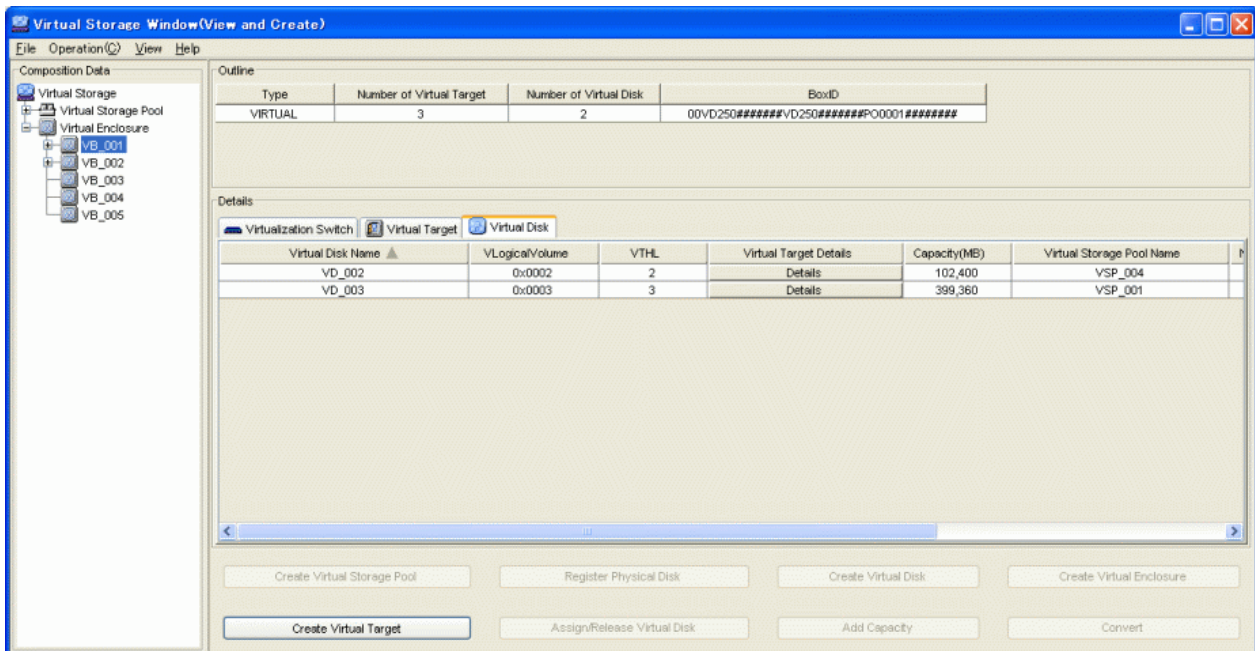 Virtual Storage Window(View and Create)
File Operation(C) View Help
Composition Data
Virtual Storage
Virtual Storage Pool
Virtual Enclosure
VB_001
VB_002
VB_003
VB_004
VB_005
Outline
Type Number of Virtual Target Number of Virtual Disk BoxID
VIRTUAL 3 2 00VD250#######VD250#######PO0001########
Details
Virtualization Switch Virtual Target Virtual Disk
Virtual Disk Name VLogicalVolume VTHL Virtual Target Details Capacity(MB) Virtual Storage Pool Name
VD_002 0x0002 2 Details 102,400 VSP_004
VD_003 0x0003 3 Details 399,360 VSP_001
Create Virtual Storage Pool Register Physical Disk Create Virtual Disk Create Virtual Enclosure
Create Virtual Target Assign/Release Virtual Disk Add Capacity Convert